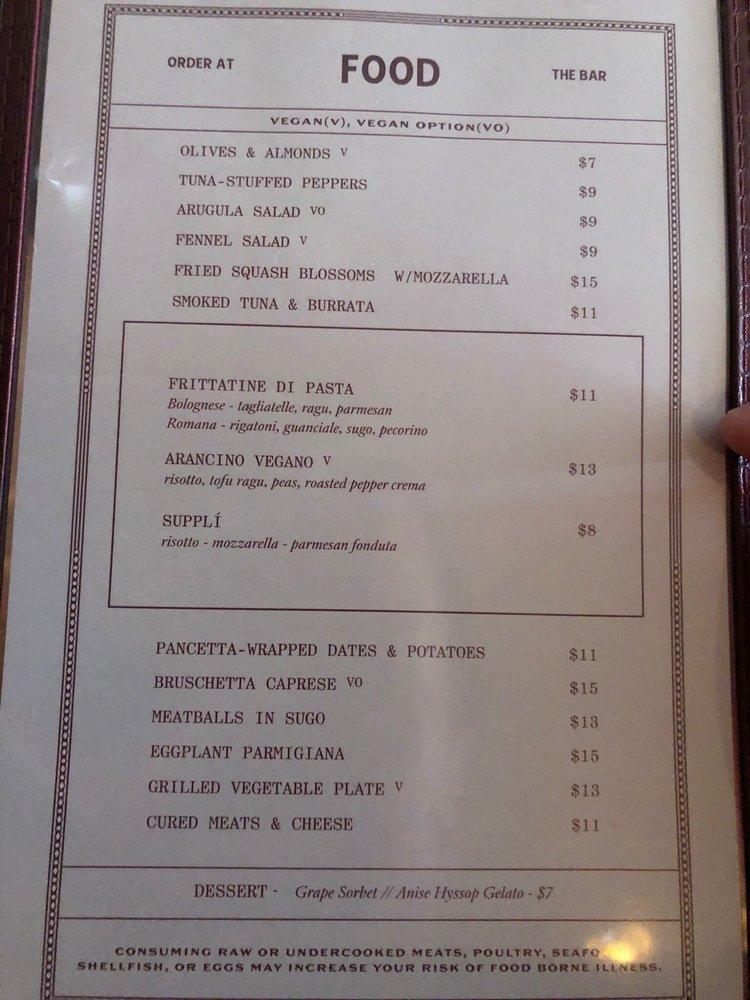 ORDER AT FOOD THE BAR
VEGAN(V), VEGAN OPTION(VO)
OLIVES & ALMONDS V $7
TUNA-STUFFED PEPPERS $9
ARUGULA SALAD VO $9
FENNEL SALAD V $9
FRIED SQUASH BLOSSOMS W/MOZZARELLA $15
SMOKED TUNA & BURRATA $11
FRITTATINE DI PASTA $11
Bolognese - tagliatelle, ragu, parmesan
Romana - rigatoni, guanciale, sugo, pecorino
ARANCINO VEGANO V $13
risotto, tofu ragu, peas, roasted pepper crema
SUPPLÍ $8
risotto - mozzarella - parmesan fonduta
PANCETTA-WRAPPED DATES & POTATOES $11
BRUSCHETTA CAPRESE VO $15
MEATBALLS IN SUGO $13
EGGPLANT PARMIGIANA $15
GRILLED VEGETABLE PLATE V $13
CURED MEATS & CHEESE $11
DESSERT - Grape Sorbet // Anise Hyssop Gelato - $7
CONSUMING RAW OR UNDERCOOKED MEATS, POULTRY,
SHELLFISH, OR EGGS MAY INCREASE YOUR RISK OF FOOD BORNE ILLNESS.